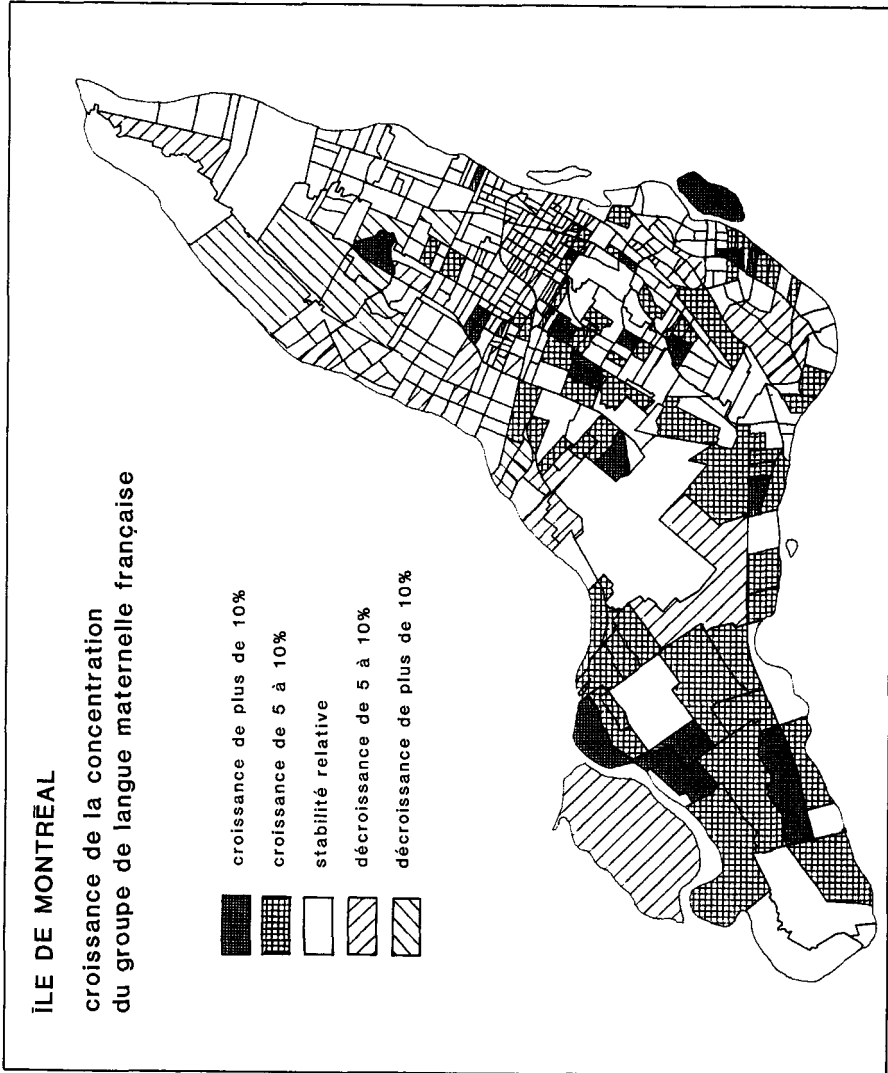 ÎLE DE MONTRÉAL
croissance de la concentration
du groupe de langue maternelle française
croissance de plus de 10%
croissance de 5 à 10%
stabilité relative
décroissance de 5 à 10%
décroissance de plus de 10%